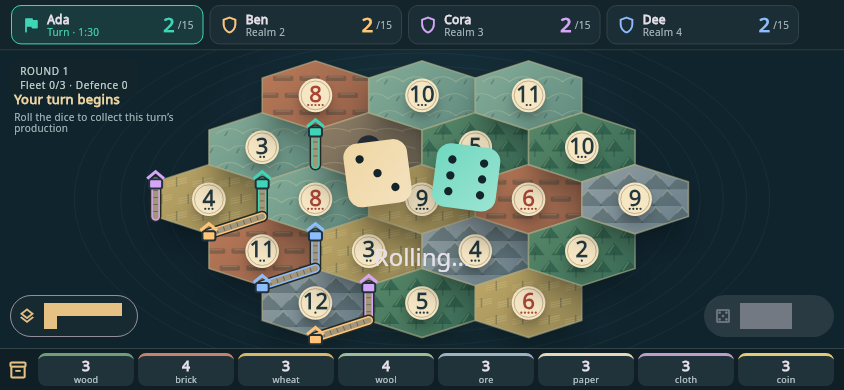 Ada
Turn · 1:30
2 /15
Ben
Realm 2
2 /15
Cora
Realm 3
2 /15
Dee
Realm 4
2 /15
ROUND 1
Fleet 0/3 · Defence 0
Your turn begins
Roll the dice to collect this turn's
production
8 10 11
3 5 10
4 8 9 6 9
11 3 4 2
Rolling..
12 5 6
3 wood
4 brick
3 wheat
4 wool
3 ore
3 paper
3 cloth
3 coin